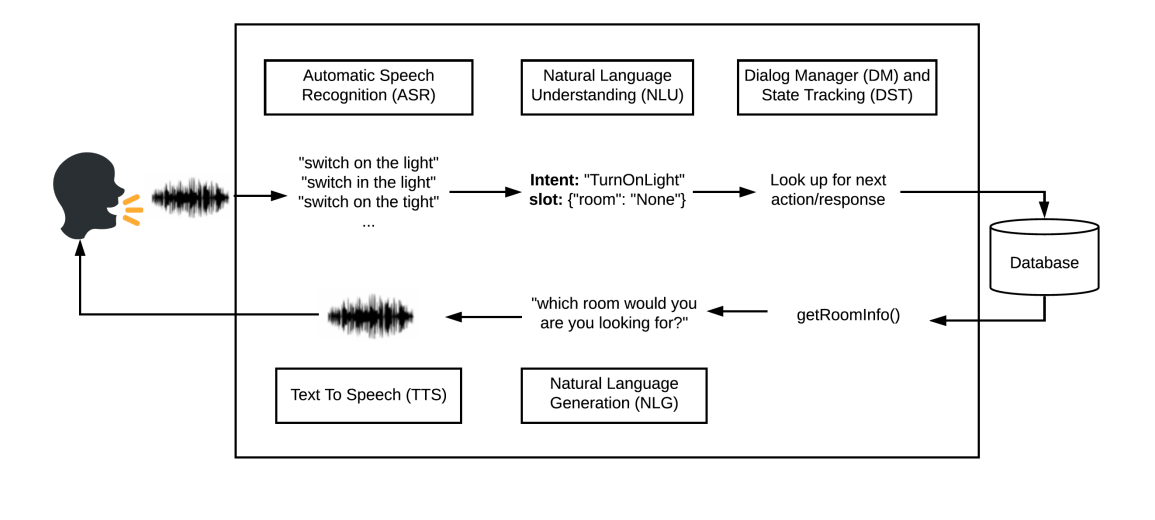 Automatic Speech
Recognition (ASR)
Natural Language
Understanding (NLU)
Dialog Manager (DM) and
State Tracking (DST)
"switch on the light"
"switch in the light"
"switch on the tight"
...
Intent: "TurnOnLight"
slot: {"room": "None"}
Look up for next
action/response
Database
"which room would you
are you looking for?"
getRoomInfo()
Text To Speech (TTS)
Natural Language
Generation (NLG)